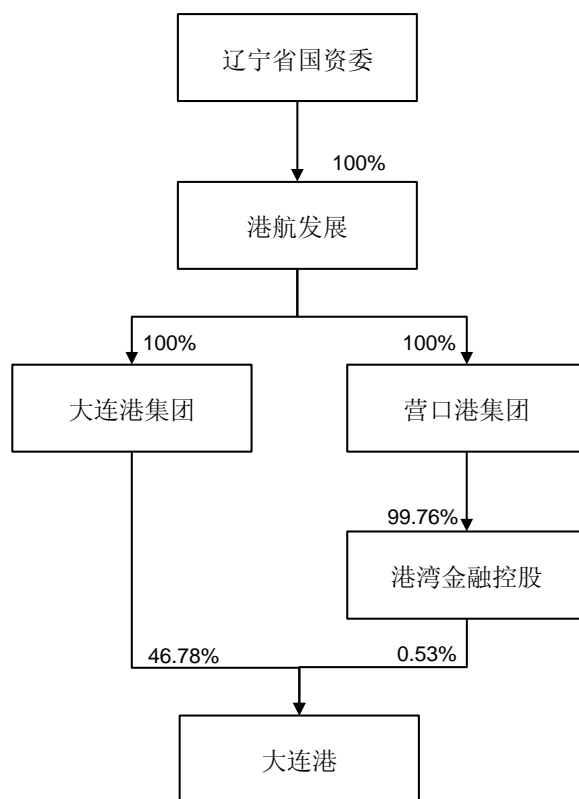 辽宁省国资委
100%
港航发展
100%
100%
大连港集团
营口港集团
99.76%
港湾金融控股
46.78%
0.53%
大连港